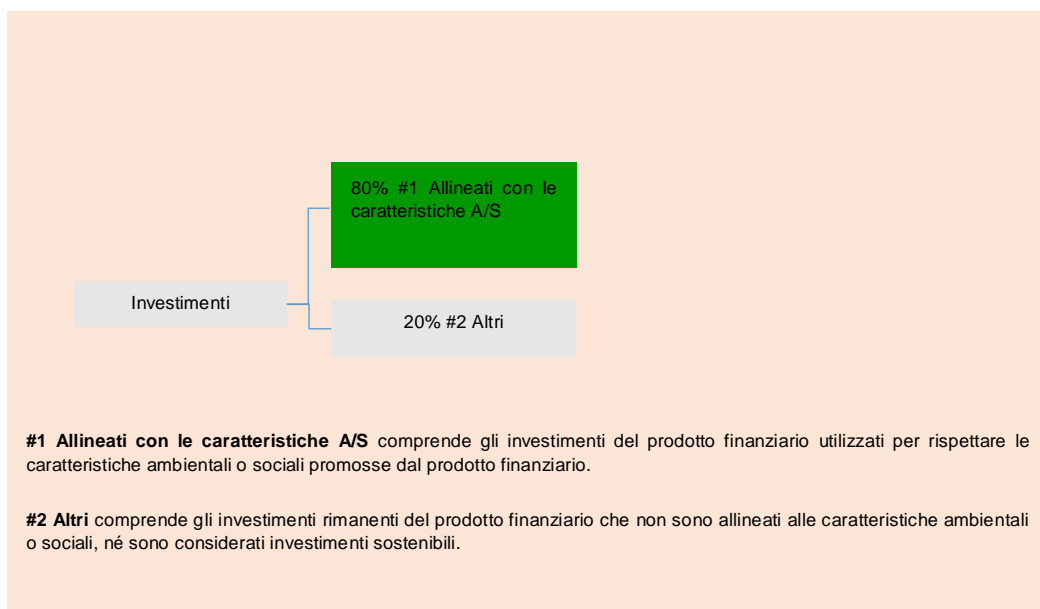 80% #1 Allineati con le
caratteristiche A/S
Investimenti
20% #2 Altri
#1 Allineati con le caratteristiche A/S comprende gli investimenti del prodotto finanziario utilizzati per rispettare le
caratteristiche ambientali o sociali promosse dal prodotto finanziario.
#2 Altri comprende gli investimenti rimanenti del prodotto finanziario che non sono allineati alle caratteristiche ambientali
o sociali, né sono considerati investimenti sostenibili.